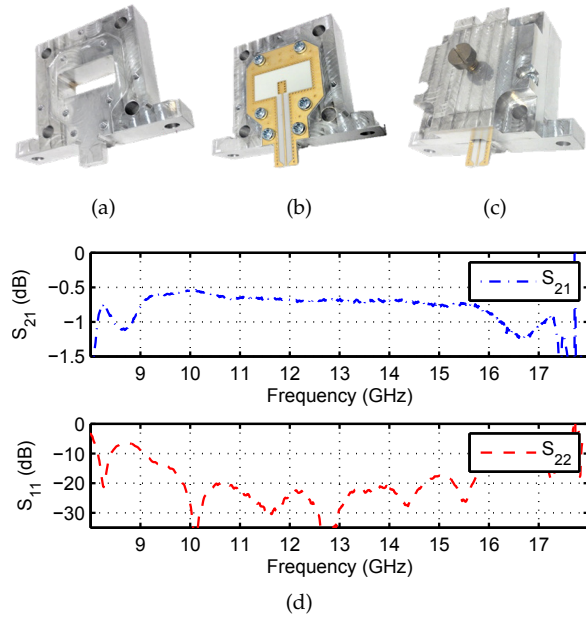 (a)
(b)
(c)
0
−0.5
−1
−1.5
S21 (dB)
S21
9 10 11 12 13 14 15 16 17
Frequency (GHz)
0
−10
−20
−30
S11 (dB)
S22
9 10 11 12 13 14 15 16 17
Frequency (GHz)
(d)